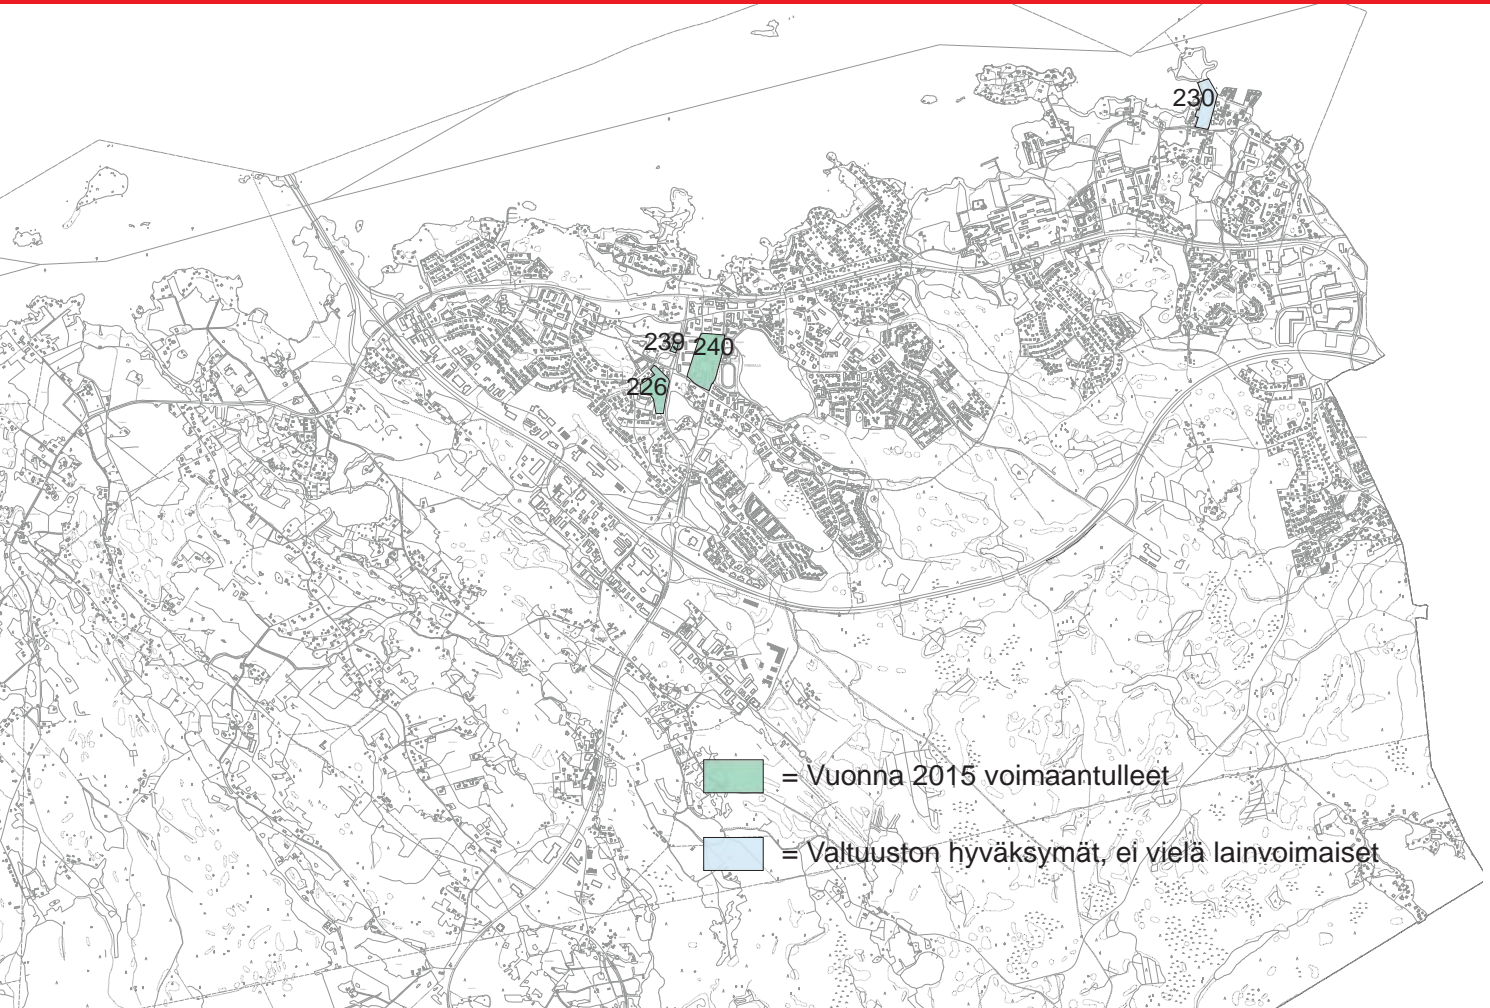 230
239
240
226
= Vuonna 2015 voimaantulleet
= Valtuuston hyväksymät, ei vielä lainvoimaiset